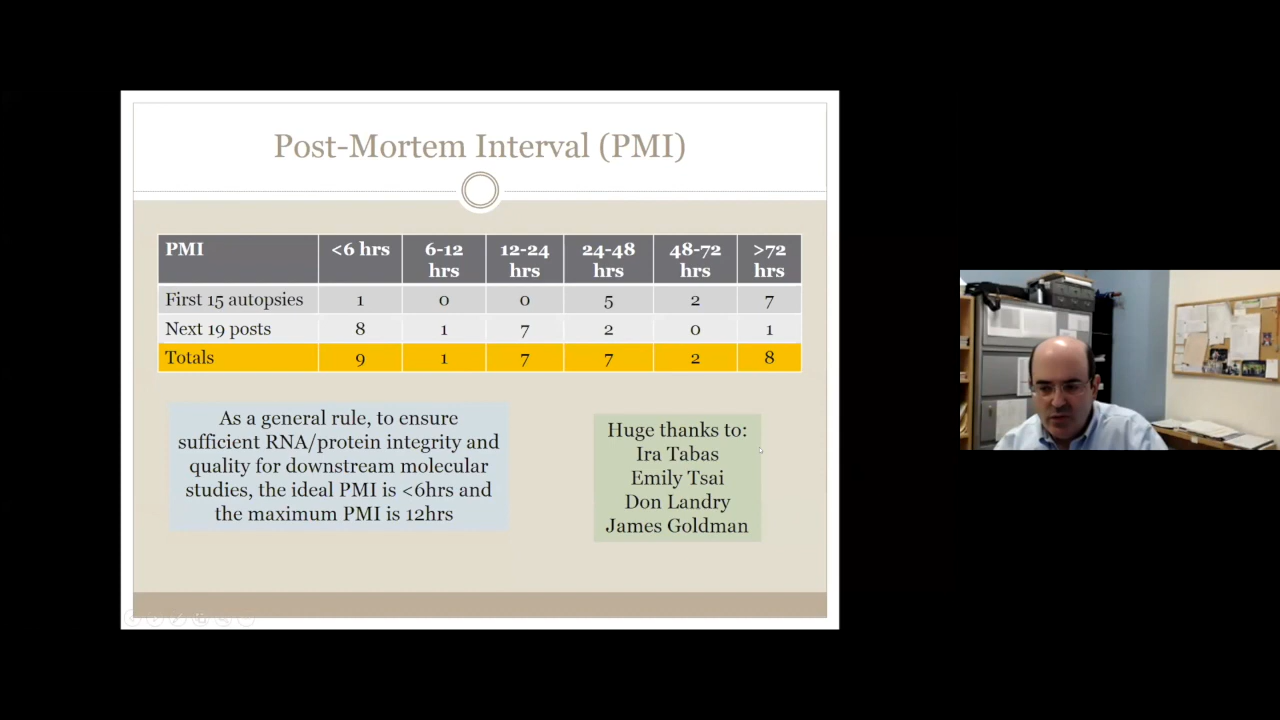 Post-Mortem Interval (PMI)
PMI <6 hrs 6-12 hrs 12-24 hrs 24-48 hrs 48-72 hrs >72 hrs
First 15 autopsies 1 0 0 5 2 7
Next 19 posts 8 1 7 2 0 1
Totals 9 1 7 7 2 8
As a general rule, to ensure
sufficient RNA/protein integrity and
quality for downstream molecular
studies, the ideal PMI is <6hrs and
the maximum PMI is 12hrs
Huge thanks to:
Ira Tabas
Emily Tsai
Don Landry
James Goldman